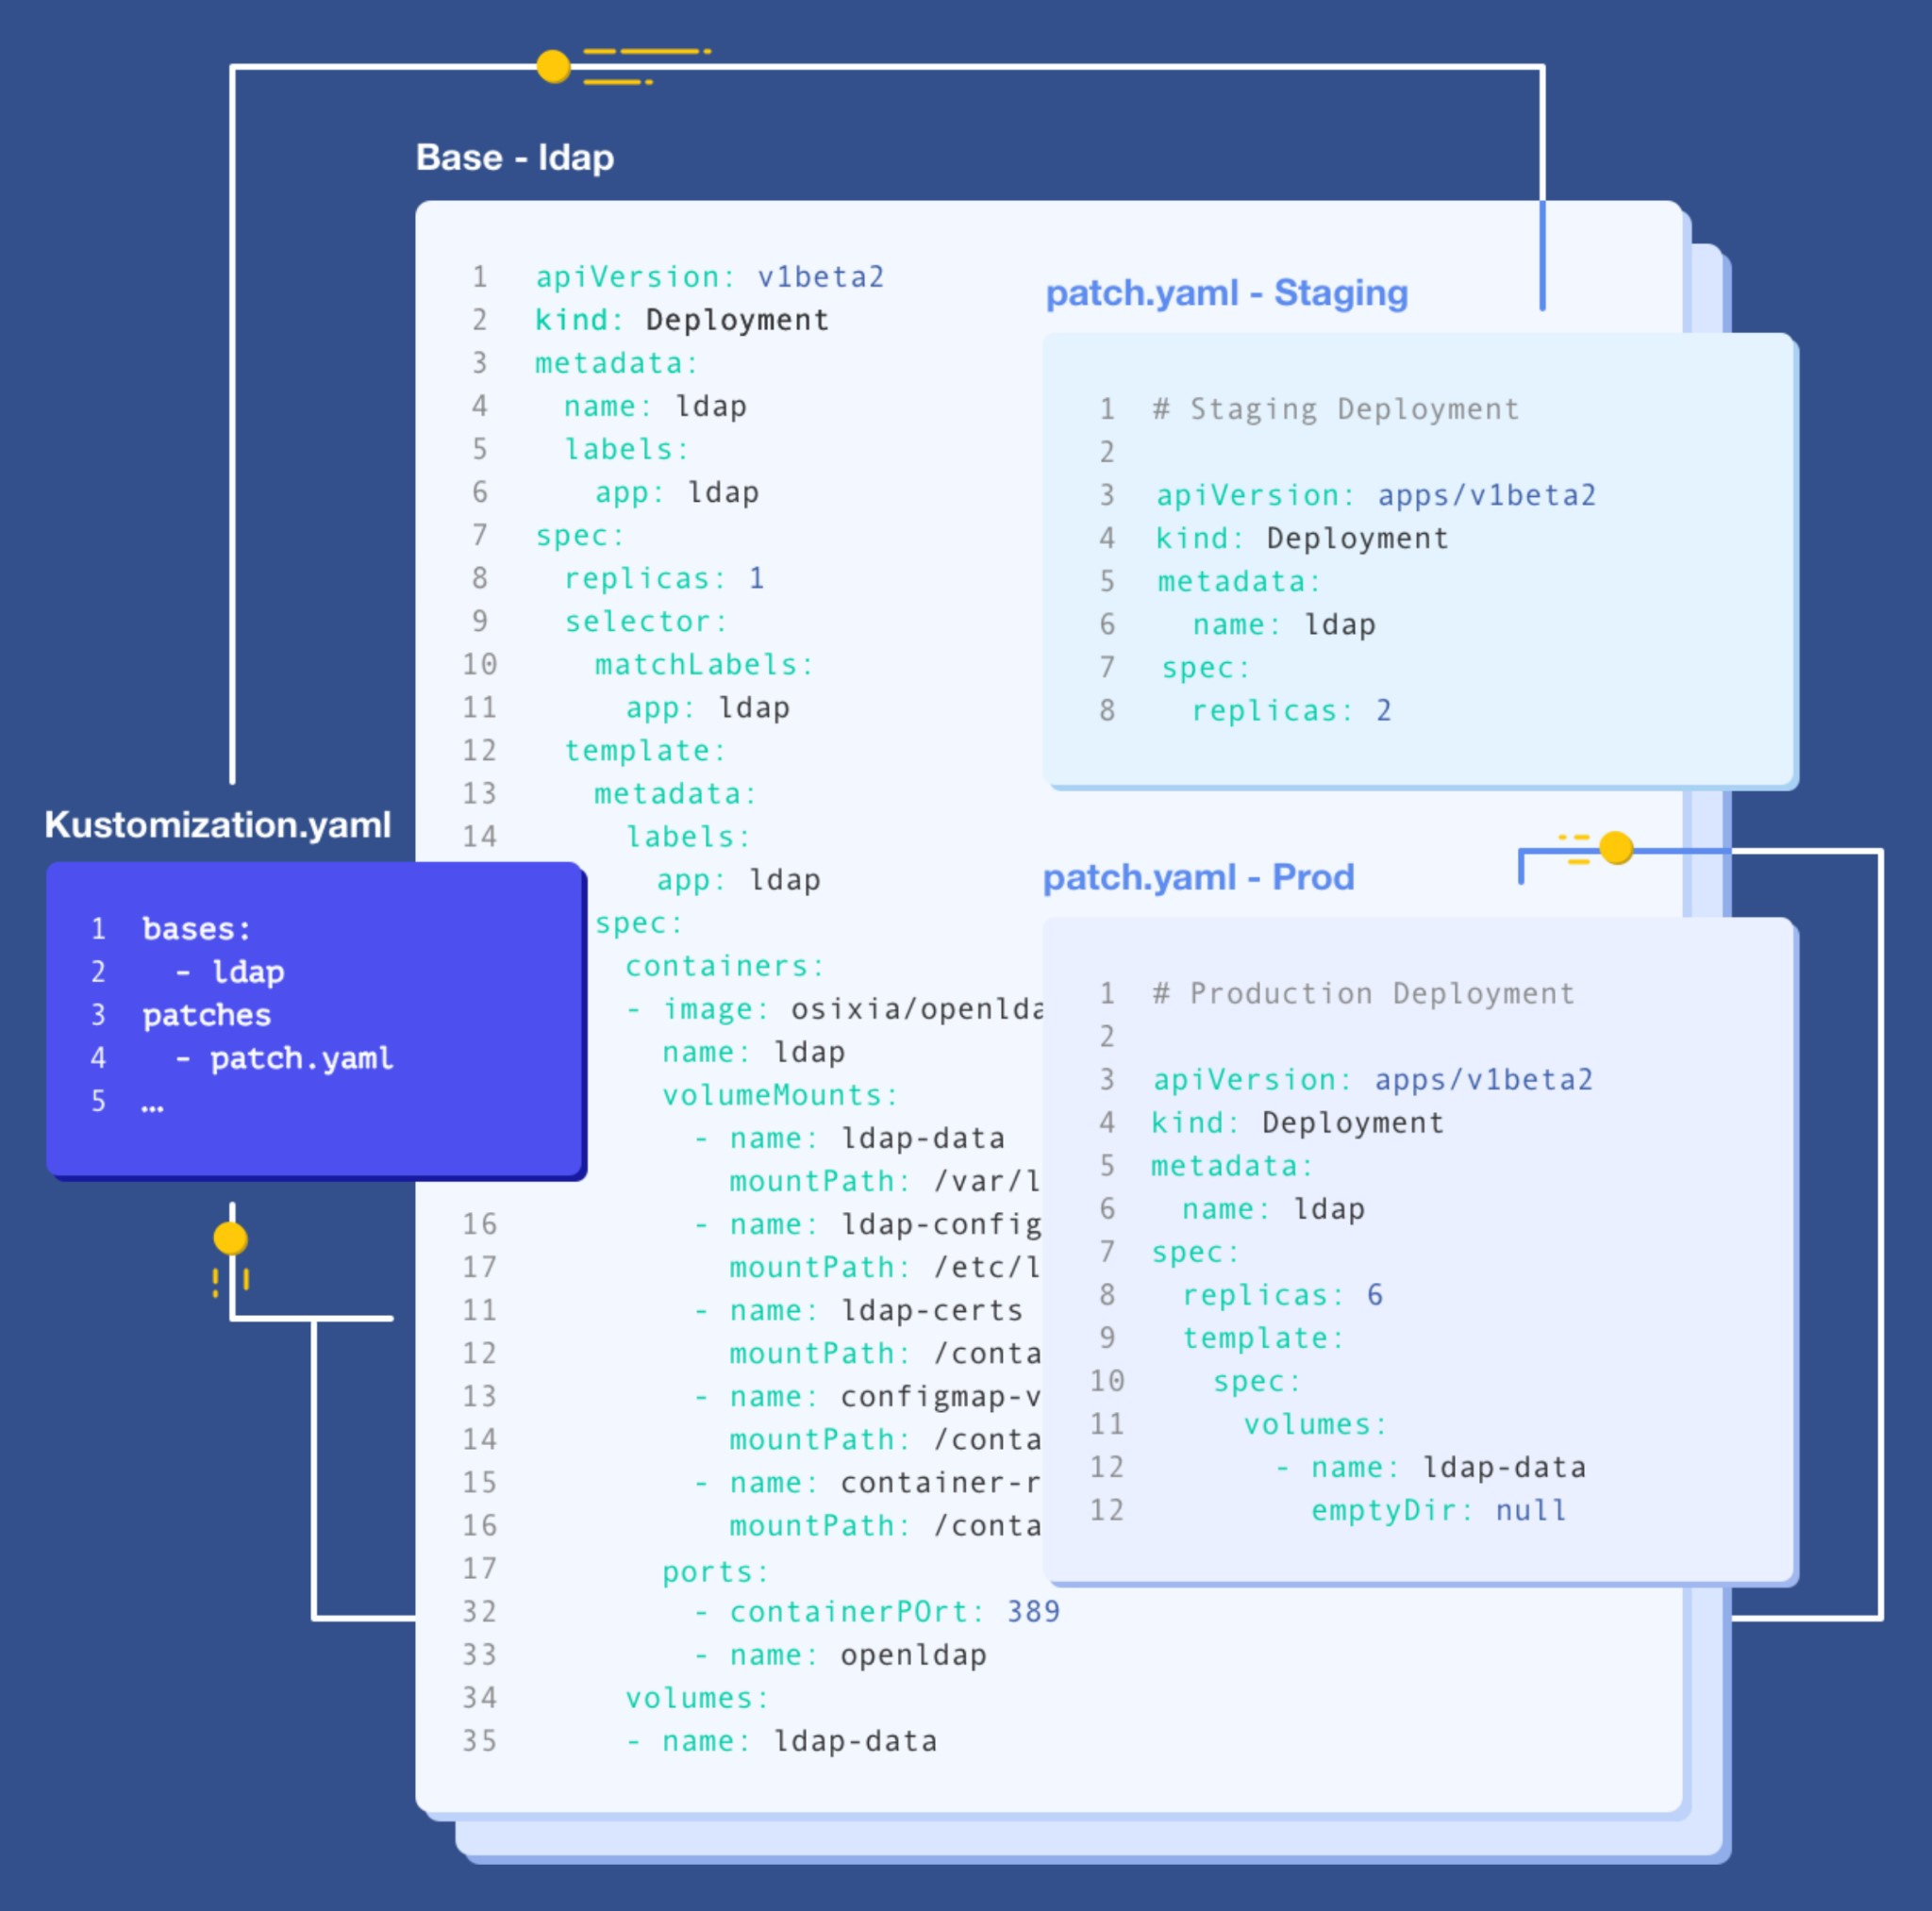 Base - ldap
1 apiVersion: v1beta2
2 kind: Deployment
3 metadata:
4 name: ldap
5 labels:
6 app: ldap
7 spec:
8 replicas: 1
9 selector:
10 matchLabels:
11 app: ldap
12 template:
13 metadata:
14 labels:
app: ldap
spec:
containers:
- image: osixia/openlda
name: ldap
volumeMounts:
- name: ldap-data
mountPath: /var/l
16 - name: ldap-config
17 mountPath: /etc/l
11 - name: ldap-certs
12 mountPath: /conta
13 - name: configmap-v
14 mountPath: /conta
15 - name: container-r
16 mountPath: /conta
17 ports:
32 - containerPOrt: 389
33 - name: openldap
34 volumes:
35 - name: ldap-data
Kustomization.yaml
1 bases:
2 - ldap
3 patches
4 - patch.yaml
5 …
patch.yaml - Staging
1 # Staging Deployment
2
3 apiVersion: apps/v1beta2
4 kind: Deployment
5 metadata:
6 name: ldap
7 spec:
8 replicas: 2
patch.yaml - Prod
1 # Production Deployment
2
3 apiVersion: apps/v1beta2
4 kind: Deployment
5 metadata:
6 name: ldap
7 spec:
8 replicas: 6
9 template:
10 spec:
11 volumes:
12 - name: ldap-data
12 emptyDir: null